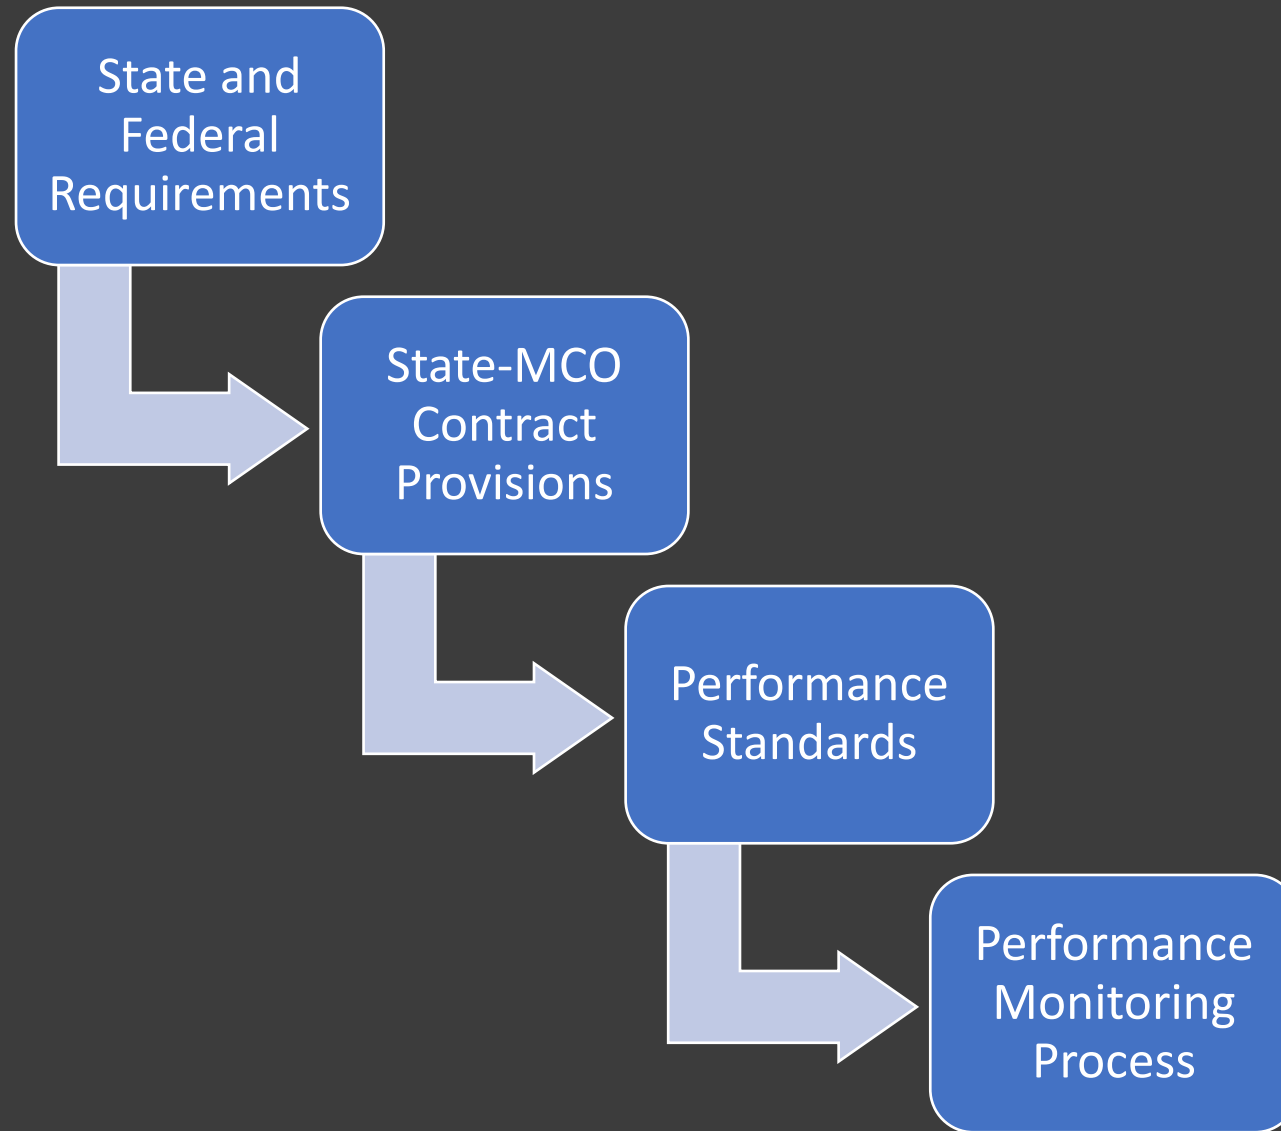 State and
Federal
Requirements
State-MCO
Contract
Provisions
Performance
Standards
Performance
Monitoring
Process